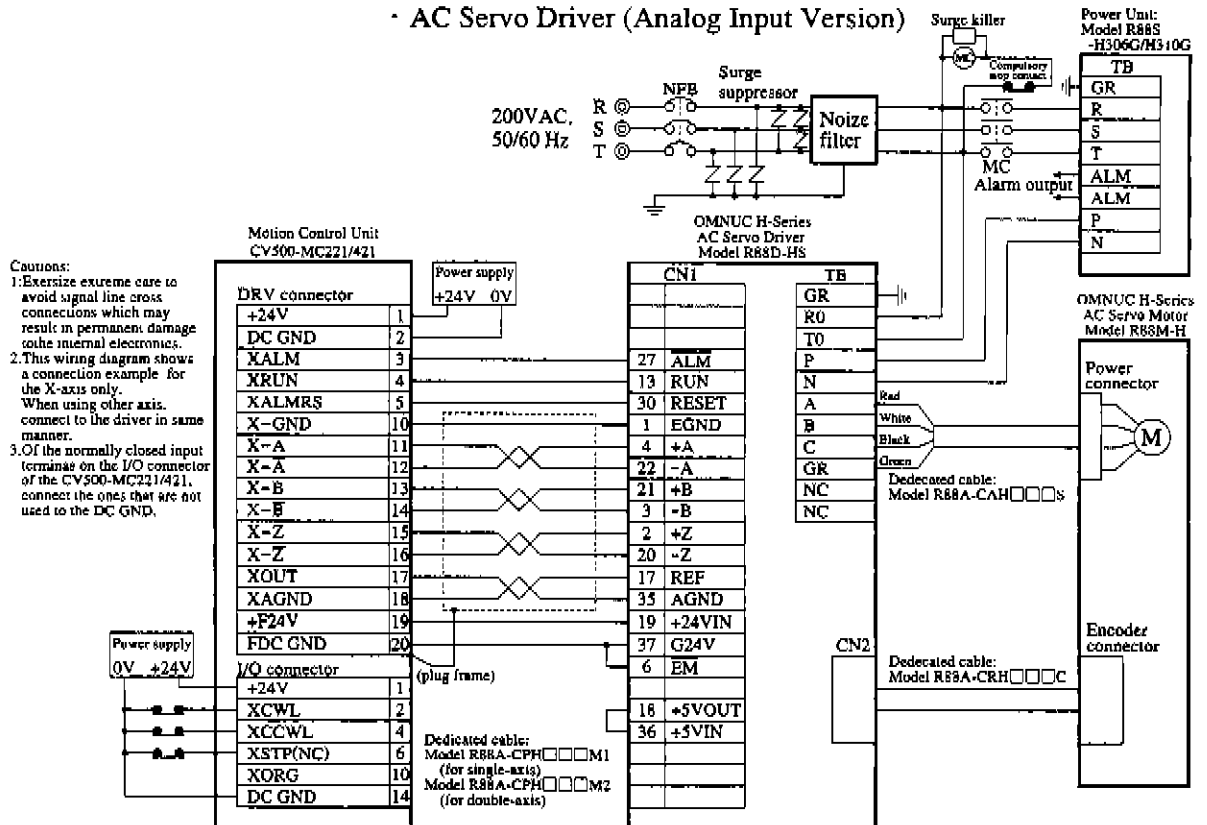 · AC Servo Driver (Analog Input Version)
Surge killer
MC
Compulsory
stop contact
Power Unit:
Model R88S
-H306G/H310G
TB
GR
R
S
T
ALM
ALM
P
N
200VAC,
50/60 Hz
R
S
T
NFB
Surge
suppressor
Noize
filter
MC
Alarm output
Motion Control Unit
CV500-MC221/421
OMNUC H-Series
AC Servo Driver
Model R88D-HS
Cautions:
1:Exersize extreme care to
avoid signal line cross
connections which may
result in permanent damage
tothe internal electronics.
2.This wiring diagram shows
a connection example for
the X-axis only.
When using other axis.
connect to the driver in same
manner.
3.Of the normally closed input
terminas on the I/O connector
of the CV500-MC221/421,
connect the ones that are not
used to the DC GND.
Power supply
+24V 0V
DRV connector
+24V 1
DC GND 2
XALM 3
XRUN 4
XALMRS 5
X-GND 10
X-A 11
X-A̅ 12
X-B 13
X-B̅ 14
X-Z 15
X-Z̅ 16
XOUT 17
XAGND 18
+F24V 19
FDC GND 20
(plug frame)
Power supply
0V +24V
I/O connector
+24V 1
XCWL 2
XCCWL 4
XSTP(NC) 6
XORG 10
DC GND 14
Dedicated cable:
Model R88A-CPH□□□M1
(for single-axis)
Model R88A-CPH□□□M2
(for double-axis)
CN1
27 A̅L̅M̅
13 RUN
30 RESET
1 EGND
4 +A
22 -A
21 +B
3 -B
2 +Z
20 -Z
17 REF
35 AGND
19 +24VIN
37 G24V
6 E̅M̅
18 +5VOUT
36 +5VIN
TB
GR
R0
T0
P
N
A
B
C
GR
NC
NC
CN2
Red
White
Black
Green
Dedecated cable:
Model R88A-CAH□□□S
Dedecated cable:
Model R88A-CRH□□□C
OMNUC H-Series
AC Servo Motor
Model R88M-H
Power
connector
M
Encoder
connector